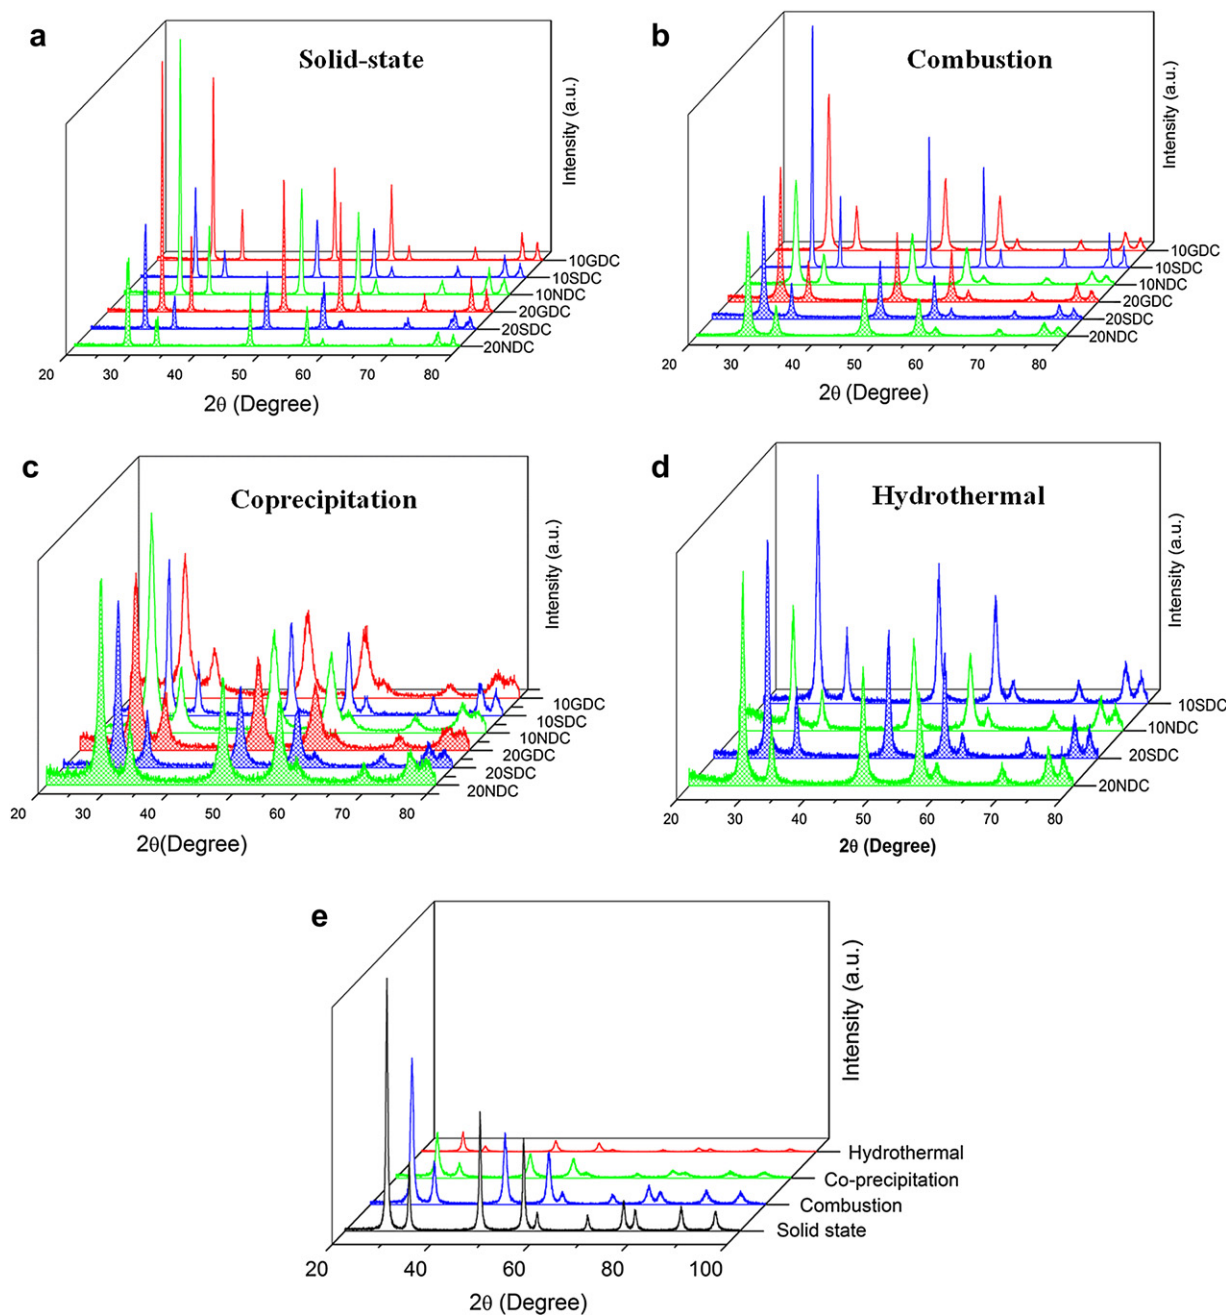 a
Solid-state
Intensity (a.u.)
10GDC
10SDC
10NDC
20GDC
20SDC
20NDC
20 30 40 50 60 70 80
2θ (Degree)
b
Combustion
Intensity (a.u.)
10GDC
10SDC
10NDC
20GDC
20SDC
20NDC
20 30 40 50 60 70 80
2θ (Degree)
c
Coprecipitation
Intensity (a.u.)
10GDC
10SDC
10NDC
20GDC
20SDC
20NDC
20 30 40 50 60 70 80
2θ(Degree)
d
Hydrothermal
Intensity (a.u.)
10SDC
10NDC
20SDC
20NDC
20 30 40 50 60 70 80
2θ (Degree)
e
Intensity (a.u.)
Hydrothermal
Co-precipitation
Combustion
Solid state
20 40 60 80 100
2θ (Degree)